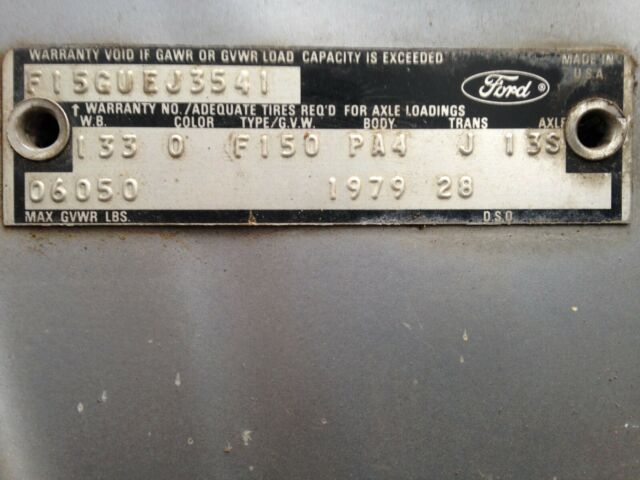 WARRANTY VOID IF GAWR OR GVWR LOAD CAPACITY IS EXCEEDED
MADE IN U.S.A.
F15GUEJ3541
Ford ®
↑ WARRANTY NO./ADEQUATE TIRES REQ'D FOR AXLE LOADINGS
W.B. COLOR TYPE/G.V.W. BODY TRANS AXLE
133 O F150 PA4 J 13S
06050 1979 28
MAX GVWR LBS. D.S.O.